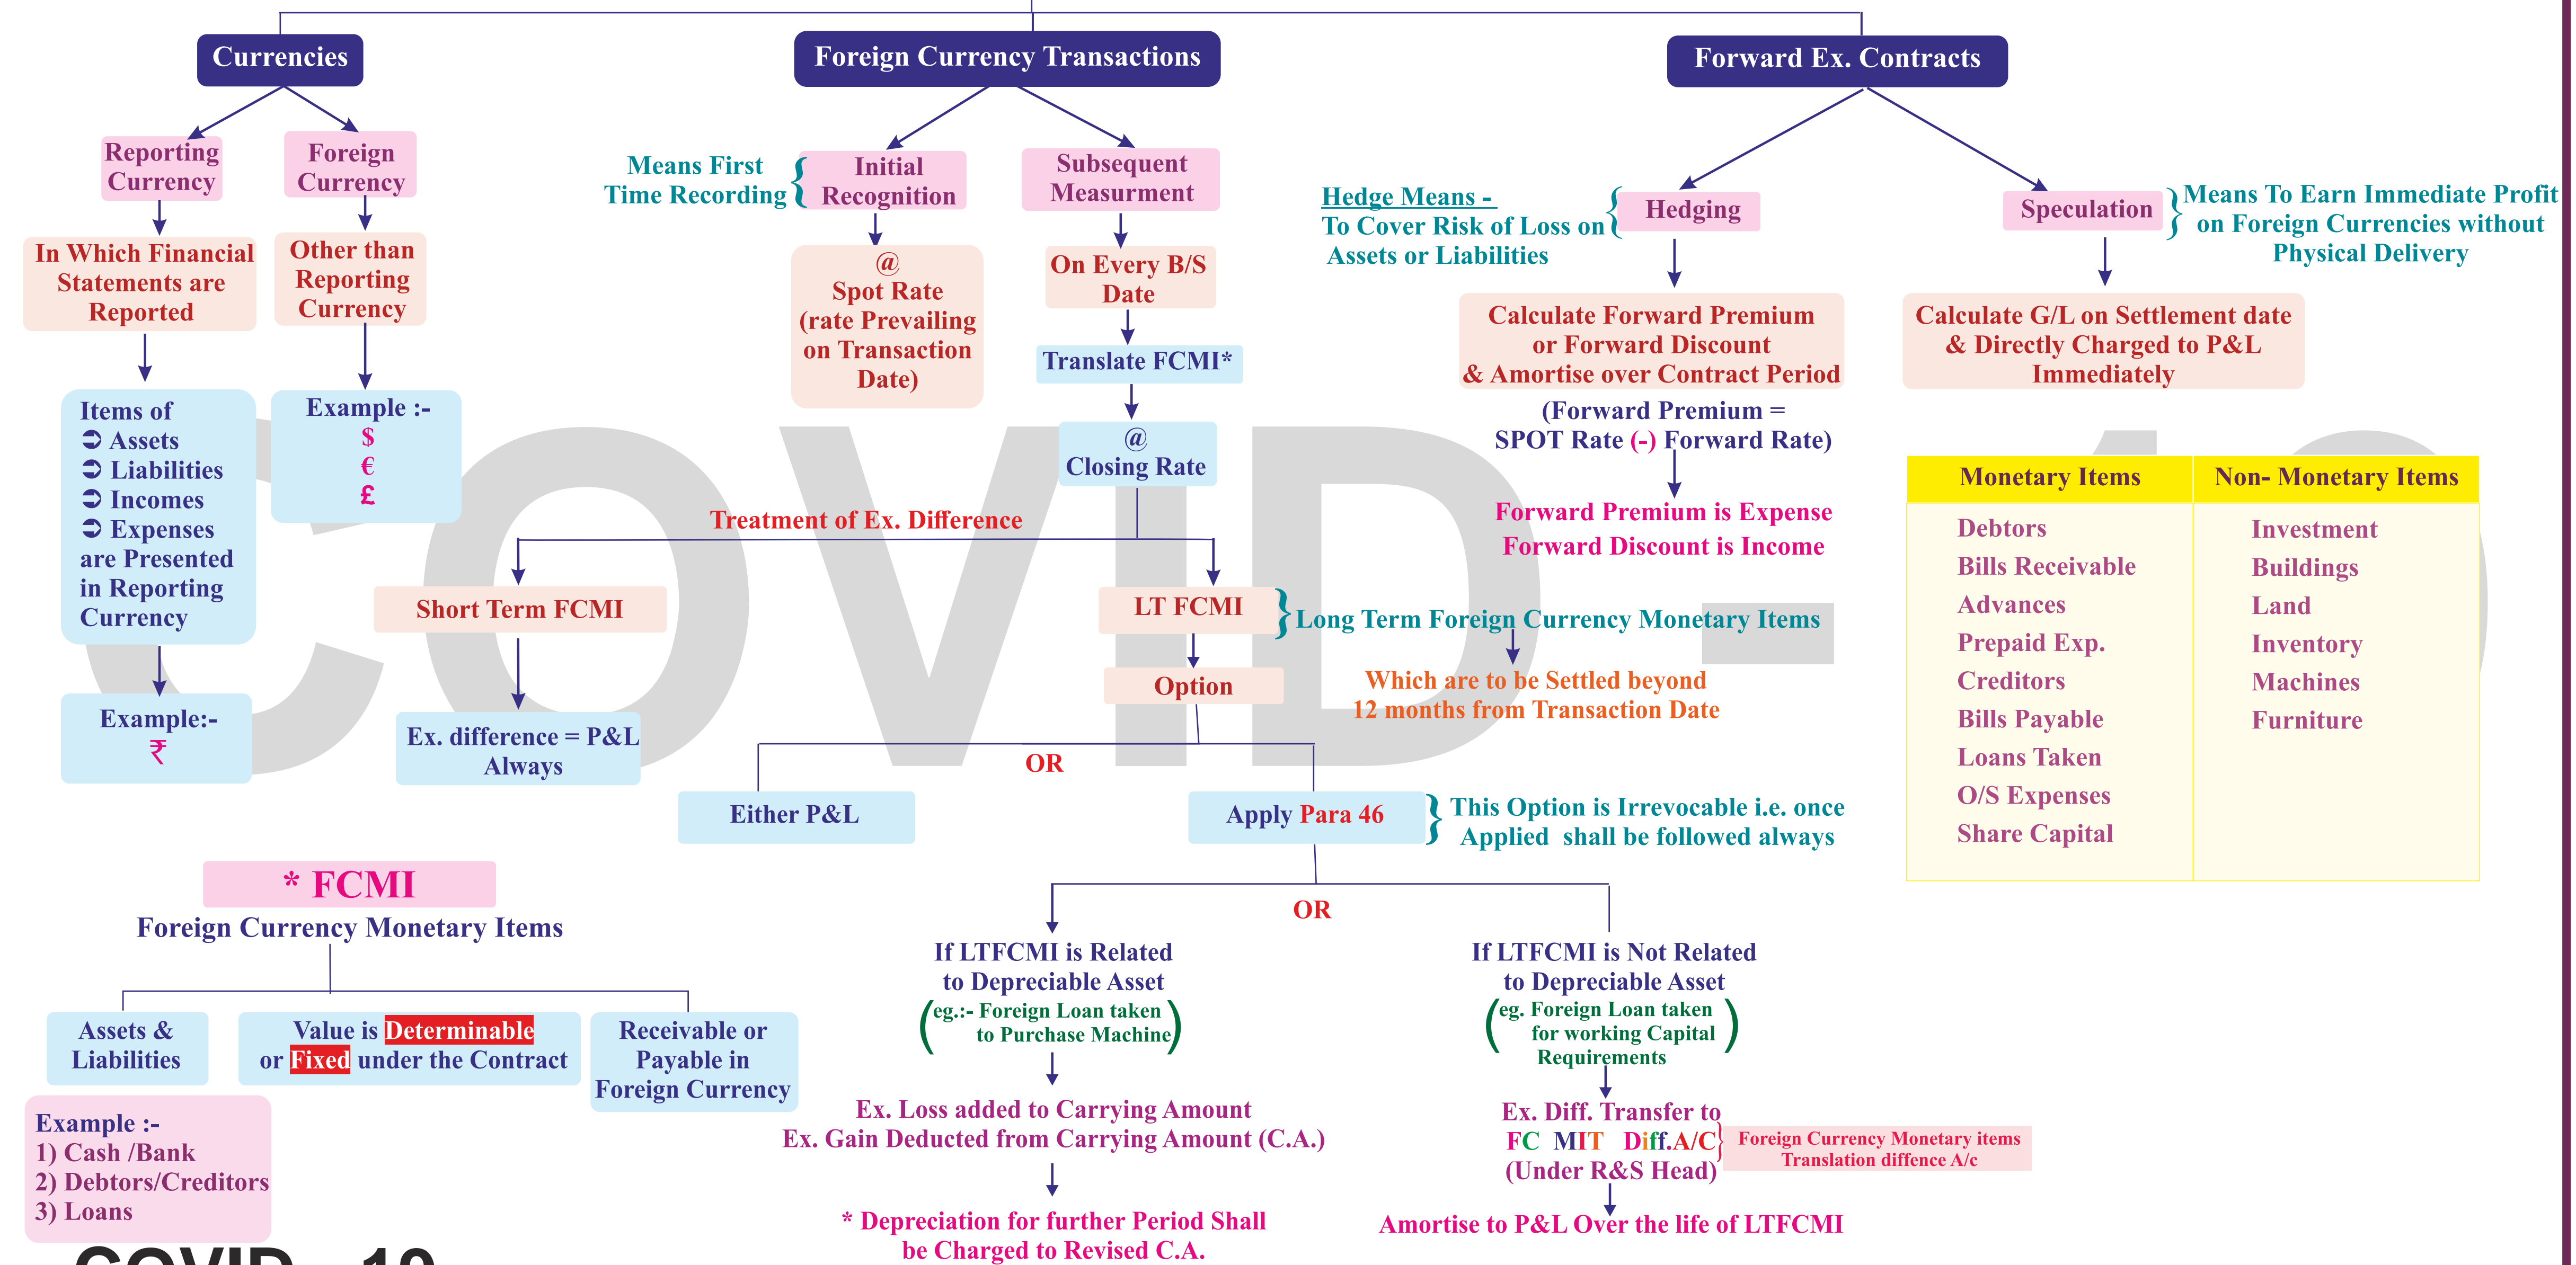 Currencies
Reporting
Currency
In Which Financial
Statements are
Reported
Items of
➲ Assets
➲ Liabilities
➲ Incomes
➲ Expenses
are Presented
in Reporting
Currency
Example:-
₹
Foreign
Currency
Other than
Reporting
Currency
Example :-
$
€
£
Foreign Currency Transactions
Means First
Time Recording
Initial
Recognition
@
Spot Rate
(rate Prevailing
on Transaction
Date)
Subsequent
Measurment
On Every B/S
Date
Translate FCMI*
@
Closing Rate
Treatment of Ex. Difference
Short Term FCMI
Ex. difference = P&L
Always
LT FCMI
Long Term Foreign Currency Monetary Items
Which are to be Settled beyond
12 months from Transaction Date
Option
OR
Either P&L
Apply Para 46
This Option is Irrevocable i.e. once
Applied shall be followed always
OR
If LTFCMI is Related
to Depreciable Asset
(eg.:- Foreign Loan taken
to Purchase Machine)
Ex. Loss added to Carrying Amount
Ex. Gain Deducted from Carrying Amount (C.A.)
* Depreciation for further Period Shall
be Charged to Revised C.A.
If LTFCMI is Not Related
to Depreciable Asset
(eg. Foreign Loan taken
for working Capital
Requirements)
Ex. Diff. Transfer to
FC MIT Diff.A/C
(Under R&S Head)
Foreign Currency Monetary items
Translation diffence A/c
Amortise to P&L Over the life of LTFCMI
Forward Ex. Contracts
Hedge Means -
To Cover Risk of Loss on
Assets or Liabilities
Hedging
Calculate Forward Premium
or Forward Discount
& Amortise over Contract Period
(Forward Premium =
SPOT Rate (-) Forward Rate)
Forward Premium is Expense
Forward Discount is Income
Speculation
Means To Earn Immediate Profit
on Foreign Currencies without
Physical Delivery
Calculate G/L on Settlement date
& Directly Charged to P&L
Immediately
Monetary Items
Debtors
Bills Receivable
Advances
Prepaid Exp.
Creditors
Bills Payable
Loans Taken
O/S Expenses
Share Capital
Non- Monetary Items
Investment
Buildings
Land
Inventory
Machines
Furniture
* FCMI
Foreign Currency Monetary Items
Assets &
Liabilities
Value is Determinable
or Fixed under the Contract
Receivable or
Payable in
Foreign Currency
Example :-
1) Cash /Bank
2) Debtors/Creditors
3) Loans
COVID - 19
COVID - 19